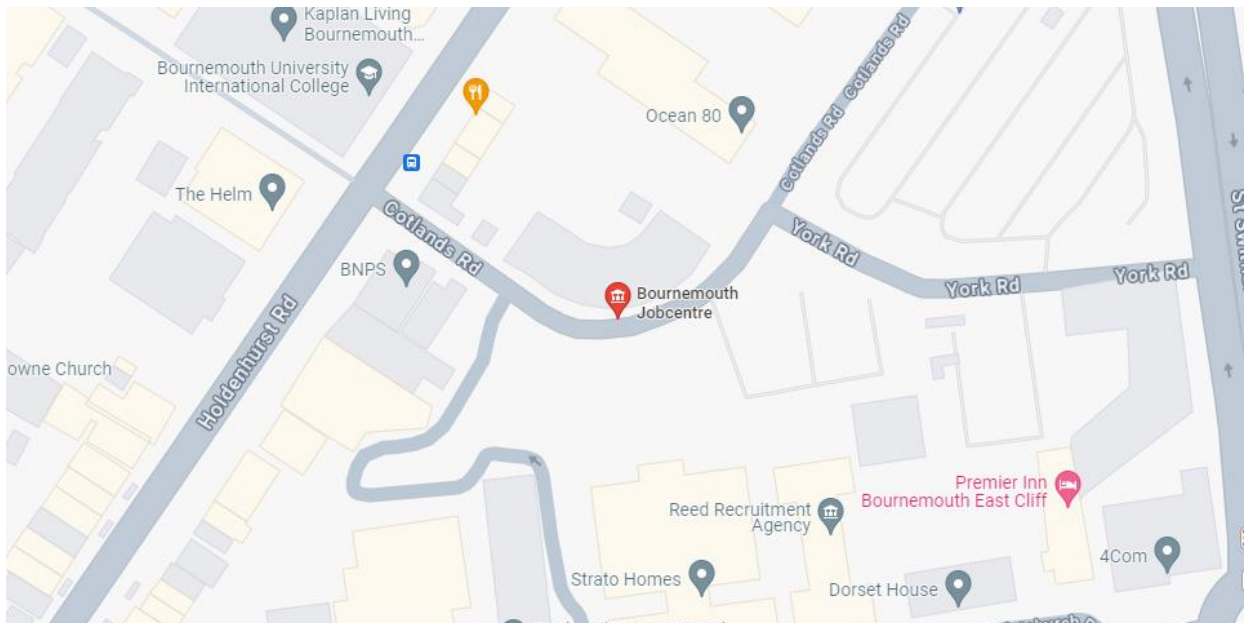 Kaplan Living
Bournemouth...
Bournemouth University
International College
Ocean 80
Cotlands Rd
Cotlands Rd
The Helm
Cotlands Rd
York Rd
BNPS
Bournemouth
Jobcentre
York Rd
York Rd
Holdenhurst Rd
owne Church
Premier Inn
Bournemouth East Cliff
Reed Recruitment
Agency
4Com
Strato Homes
Dorset House